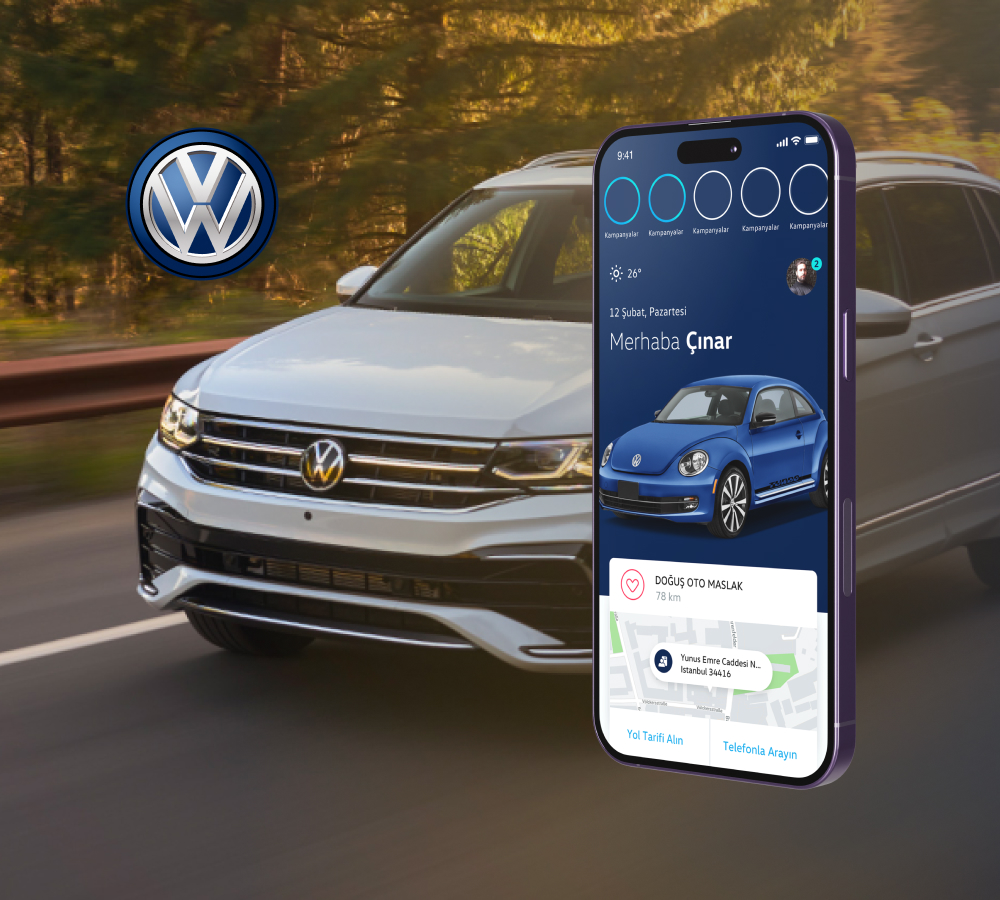 9:41
Kampanyalar Kampanyalar Kampanyalar Kampanyalar Kampanyalar
26°
2
12 Şubat, Pazartesi
Merhaba Çınar
DOĞUŞ OTO MASLAK
78 km
Yunus Emre Caddesi N...
Istanbul 34416
Yol Tarifi Alın
Telefonla Arayın